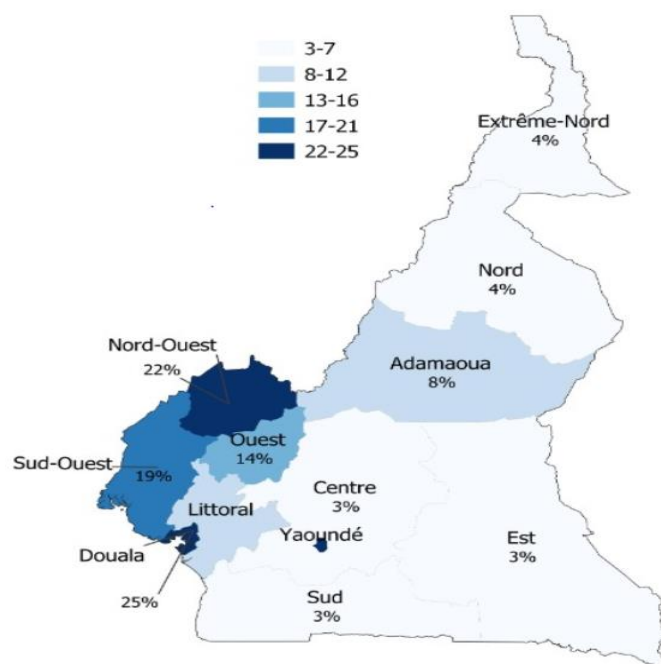 3-7
8-12
13-16
17-21
22-25
Extrême-Nord
4%
Nord
4%
Nord-Ouest
22%
Adamaoua
8%
Ouest
14%
Sud-Ouest
19%
Centre
3%
Littoral
Yaoundé
Est
3%
Douala
25%
Sud
3%